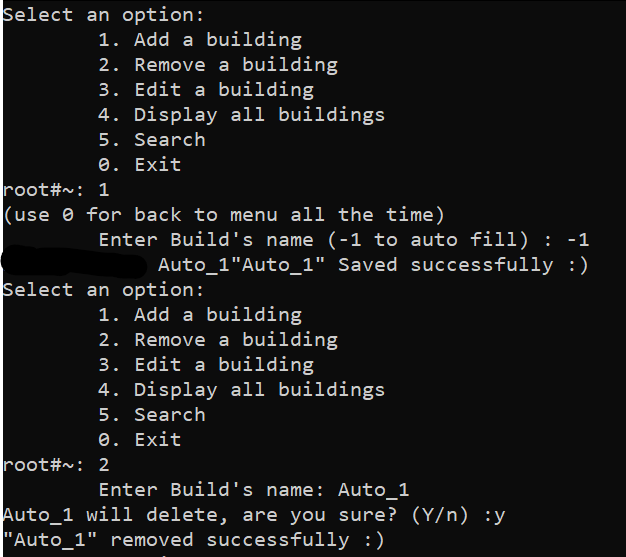 Select an option:
1. Add a building
2. Remove a building
3. Edit a building
4. Display all buildings
5. Search
0. Exit
root#~: 1
(use 0 for back to menu all the time)
Enter Build's name (-1 to auto fill) : -1
Auto_1"Auto_1" Saved successfully :)
Select an option:
1. Add a building
2. Remove a building
3. Edit a building
4. Display all buildings
5. Search
0. Exit
root#~: 2
Enter Build's name: Auto_1
Auto_1 will delete, are you sure? (Y/n) :y
"Auto_1" removed successfully :)